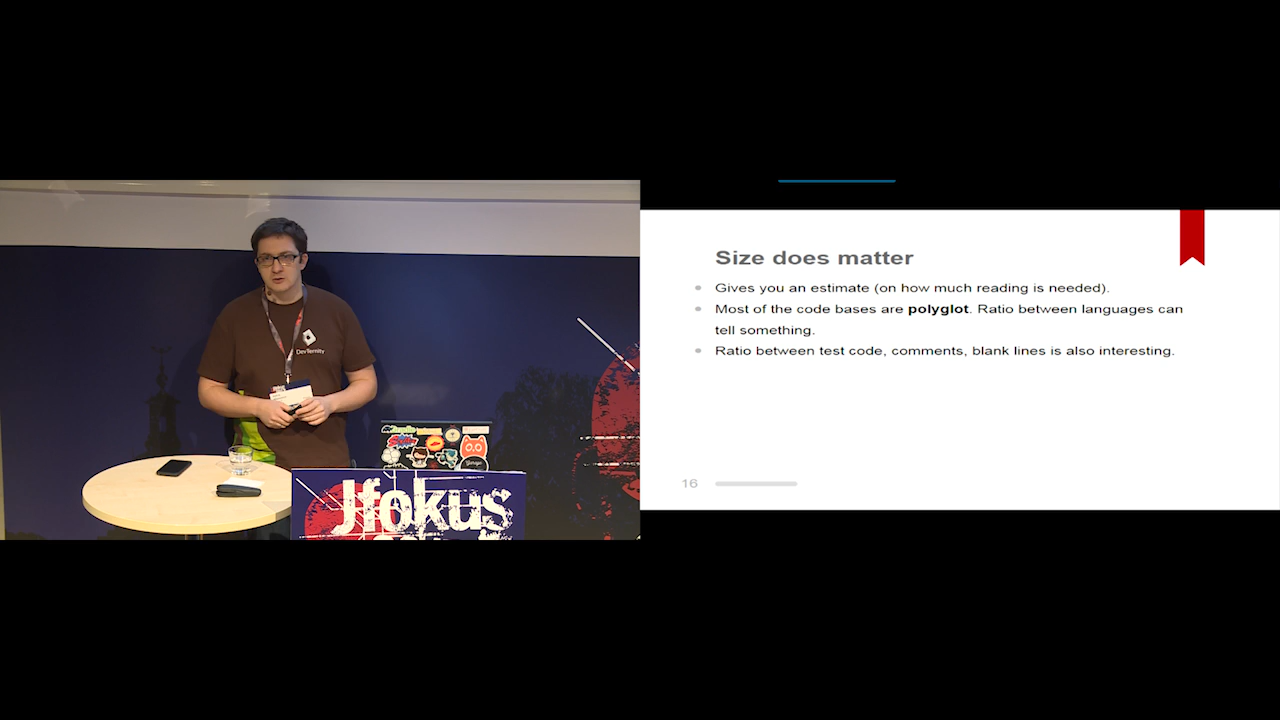 DevTernity
Jfokus
Size does matter
Gives you an estimate (on how much reading is needed).
Most of the code bases are polyglot. Ratio between languages can
tell something.
Ratio between test code, comments, blank lines is also interesting.
16